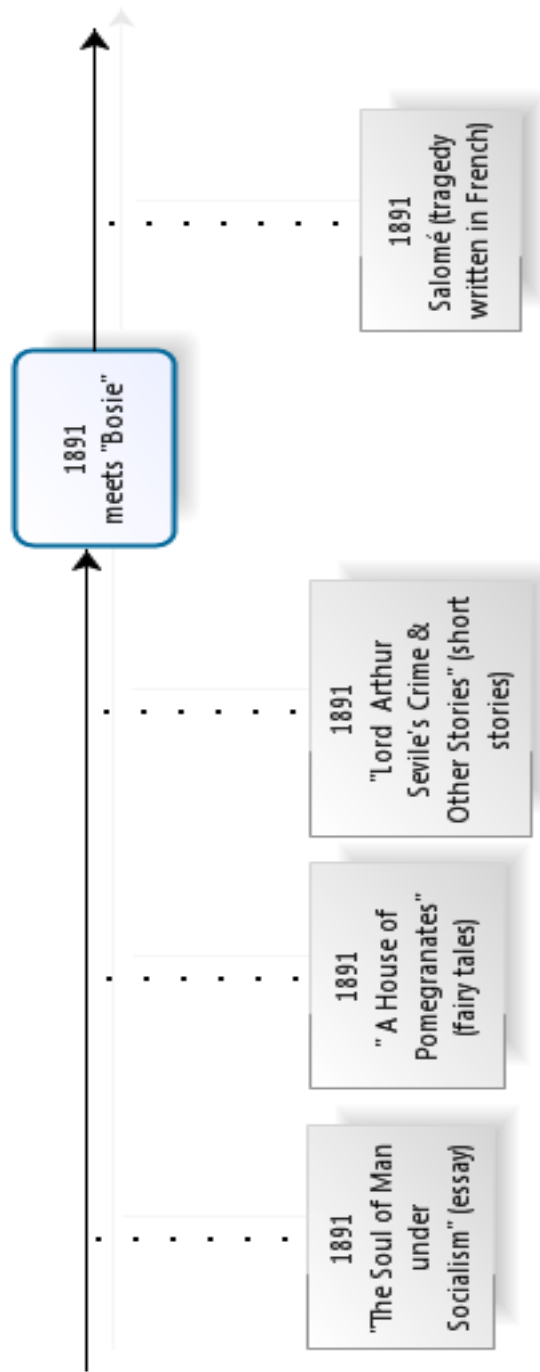 1891
"The Soul of Man
under
Socialism" (essay)
1891
" A House of
Pomegranates"
(fairy tales)
1891
"Lord Arthur
Sevile's Crime &
Other Stories" (short
stories)
1891
meets "Bosie"
1891
Salomé (tragedy
written in French)